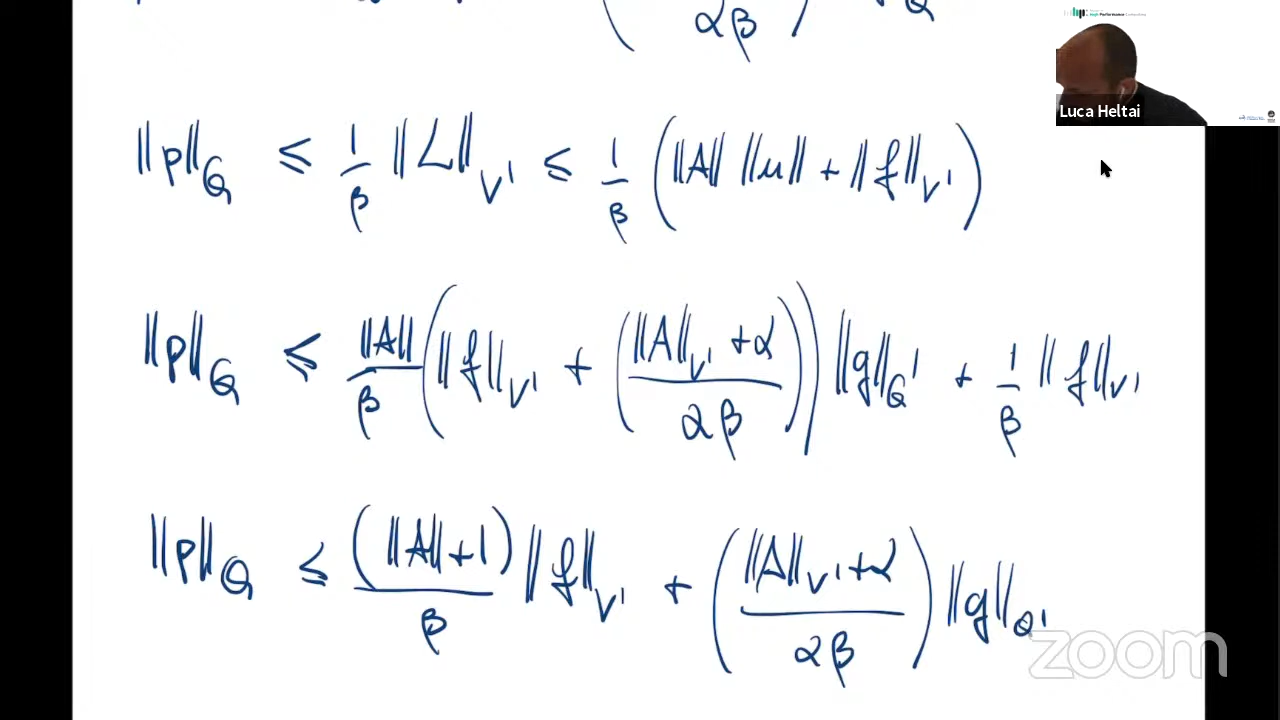 αβ Q
Luca Heltai
‖p‖_Q ≤ 1/β ‖L‖_V' ≤ 1/β (‖A‖ ‖u‖ + ‖f‖_V')
‖p‖_Q ≤ ‖A‖/β (‖f‖_V' + ((‖A‖_V' + α)/(αβ))) ‖g‖_Q' + 1/β ‖f‖_V'
‖p‖_Q ≤ (‖A‖+1)/β ‖f‖_V' + ((‖A‖_V' + α)/(αβ)) ‖g‖_Q'
zoom